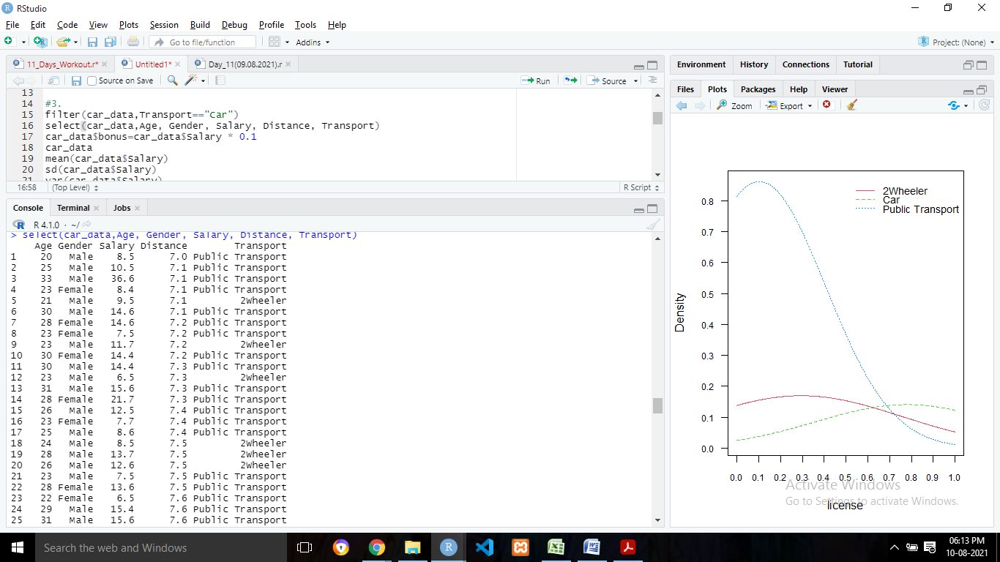 RStudio
File Edit Code View Plots Session Build Debug Profile Tools Help
Go to file/function Addins Project: (None)
11_Days_Workout.r* Untitled1* Day_11(09.08.2021).r
Source on Save Run Source
13
14 #3.
15 filter(car_data,Transport=="Car")
16 select(car_data,Age, Gender, Salary, Distance, Transport)
17 car_data$bonus=car_data$Salary * 0.1
18 car_data
19 mean(car_data$Salary)
20 sd(car_data$Salary)
21 var(car_data$Salary)
16:58 (Top Level) R Script
Console Terminal Jobs
R 4.1.0 · ~/
> select(car_data,Age, Gender, Salary, Distance, Transport)
Age Gender Salary Distance Transport
1 20 Male 8.5 7.0 Public Transport
2 25 Male 10.5 7.1 Public Transport
3 33 Male 36.6 7.1 Public Transport
4 23 Female 8.4 7.1 Public Transport
5 21 Male 9.5 7.1 2Wheeler
6 30 Male 14.6 7.1 Public Transport
7 28 Female 14.6 7.2 Public Transport
8 23 Female 7.5 7.2 Public Transport
9 23 Male 11.7 7.2 2Wheeler
10 30 Female 14.4 7.2 Public Transport
11 30 Male 14.4 7.3 Public Transport
12 23 Male 6.5 7.3 2Wheeler
13 31 Male 15.6 7.3 Public Transport
14 28 Female 21.7 7.3 Public Transport
15 26 Male 12.5 7.4 Public Transport
16 23 Female 7.7 7.4 Public Transport
17 25 Male 8.6 7.4 Public Transport
18 24 Male 8.5 7.5 2Wheeler
19 28 Male 13.7 7.5 2Wheeler
20 26 Male 12.6 7.5 2Wheeler
21 23 Male 7.5 7.5 Public Transport
22 28 Female 13.6 7.5 Public Transport
23 22 Female 6.5 7.6 Public Transport
24 29 Male 15.4 7.6 Public Transport
25 31 Male 15.6 7.6 Public Transport
Environment History Connections Tutorial
Files Plots Packages Help Viewer
Zoom Export
2Wheeler
Car
Public Transport
0.8
0.7
0.6
0.5
0.4
0.3
0.2
0.1
0.0
Density
0.0 0.1 0.2 0.3 0.4 0.5 0.6 0.7 0.8 0.9 1.0
license
Activate Windows
Go to Settings to activate Windows.
Search the web and Windows
06:13 PM
10-08-2021